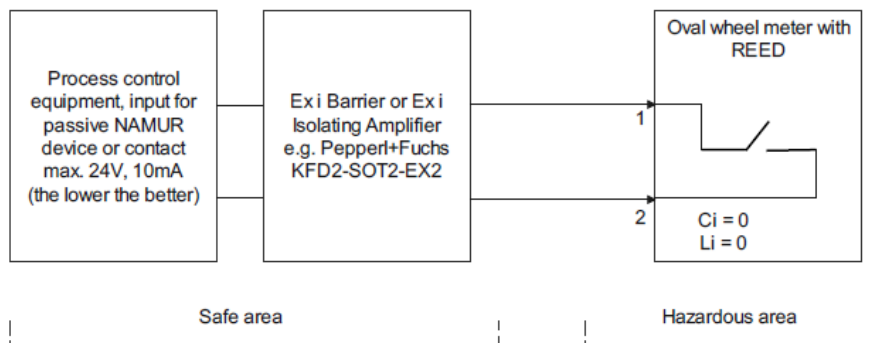 Process control
equipment, input for
passive NAMUR
device or contact
max. 24V, 10mA
(the lower the better)
Ex i Barrier or Ex i
Isolating Amplifier
e.g. Pepperl+Fuchs
KFD2-SOT2-EX2
Oval wheel meter with
REED
1
2
Ci = 0
Li = 0
Safe area
Hazardous area